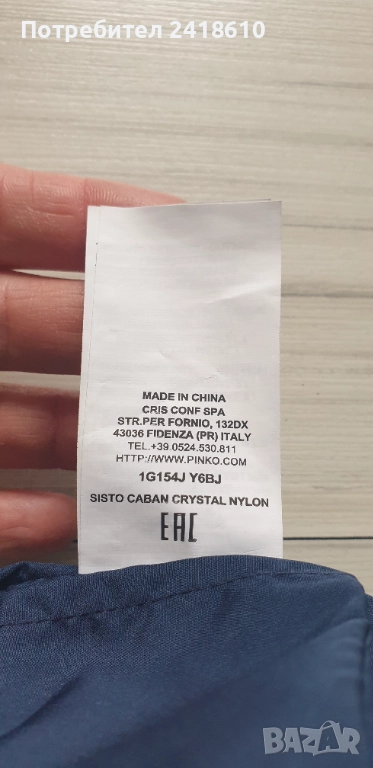 Потребител 2418610
MADE IN CHINA
CRIS CONF SPA
STR.PER FORNIO, 132DX
43036 FIDENZA (PR) ITALY
TEL.+39.0524.530.811
HTTP://WWW.PINKO.COM
1G154J Y6BJ
SISTO CABAN CRYSTAL NYLON
EAC
BAZAR